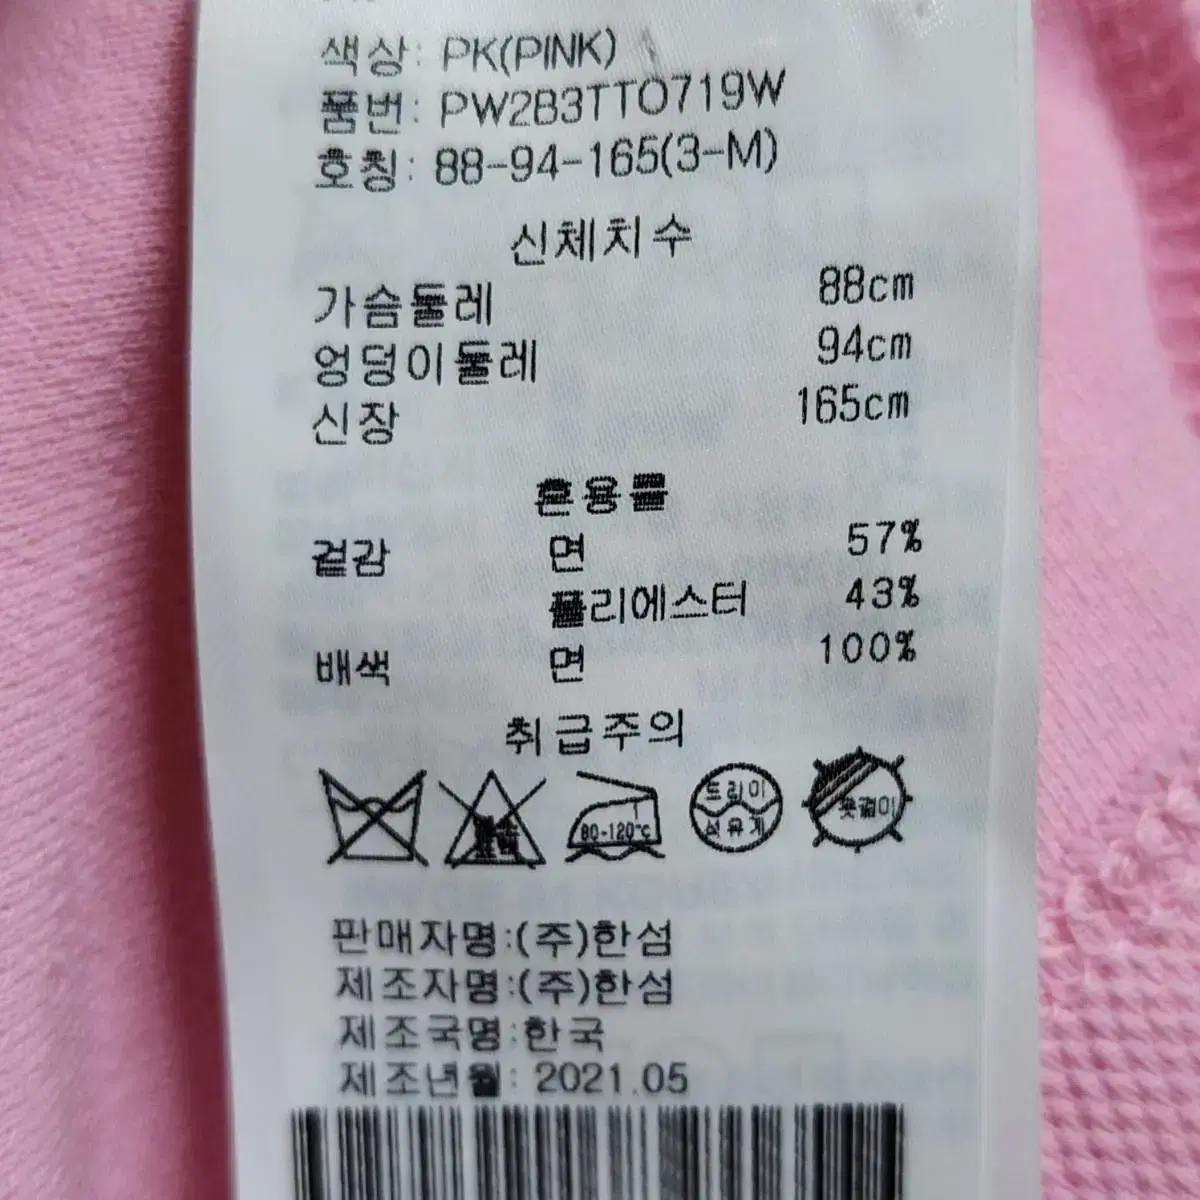 색상: PK(PINK)
품번: PW2B3TTO719W
호칭: 88-94-165(3-M)
신체치수
가슴둘레 88cm
엉덩이둘레 94cm
신장 165cm
혼용률
겉감 면 57%
폴리에스터 43%
배색 면 100%
취급주의
80-120℃ 드라이 옷걸이
석유계
판매자명:(주)한섬
제조자명:(주)한섬
제조국명:한국
제조년월: 2021.05